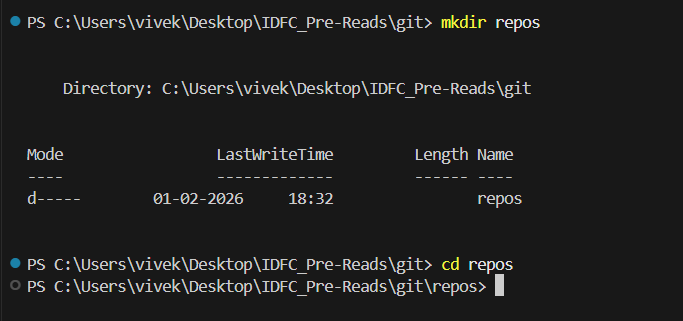 PS C:\Users\vivek\Desktop\IDFC_Pre-Reads\git> mkdir repos
Directory: C:\Users\vivek\Desktop\IDFC_Pre-Reads\git
Mode LastWriteTime Length Name
---- ------------- ------ ----
d----- 01-02-2026 18:32 repos
PS C:\Users\vivek\Desktop\IDFC_Pre-Reads\git> cd repos
PS C:\Users\vivek\Desktop\IDFC_Pre-Reads\git\repos>